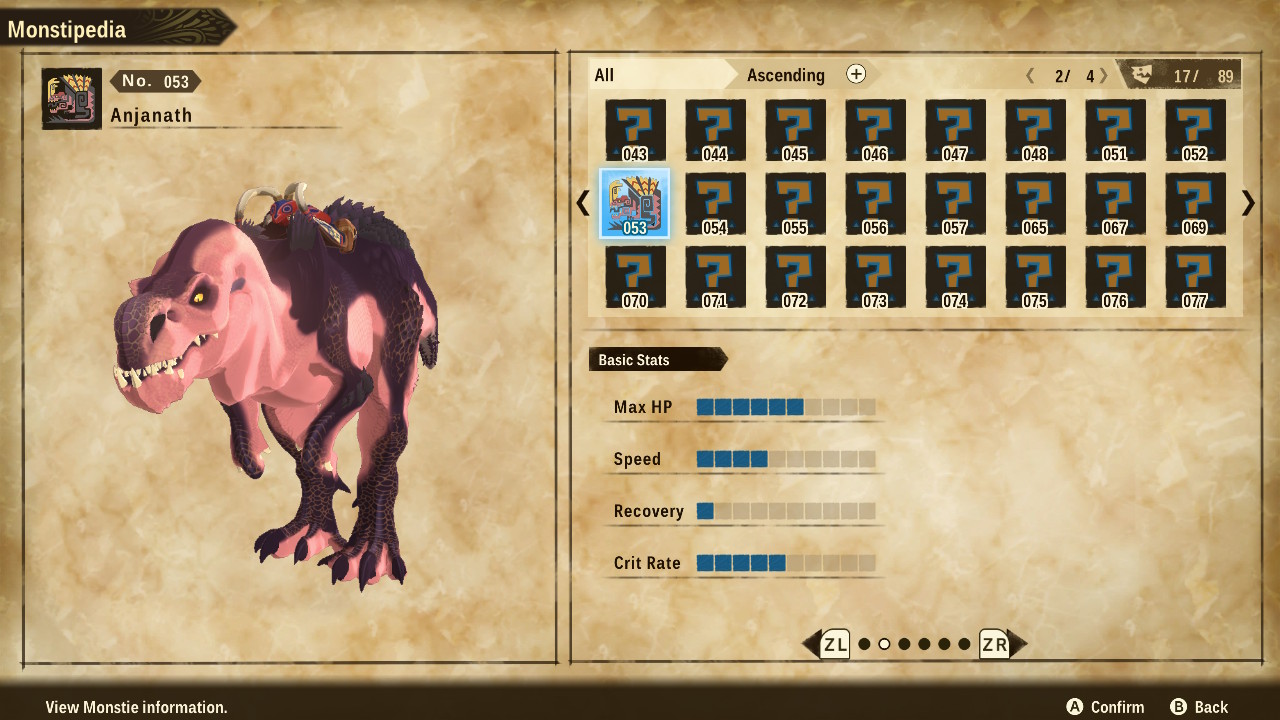 Monstipedia
No. 053
Anjanath
All
Ascending
2/ 4
17/ 89
? ? ? ? ? ? ? ?
043 044 045 046 047 048 051 052
? ? ? ? ? ? ?
053 054 055 056 057 065 067 069
? ? ? ? ? ? ? ?
070 071 072 073 074 075 076 077
Basic Stats
Max HP
Speed
Recovery
Crit Rate
ZL ZR
View Monstie information.
A Confirm B Back